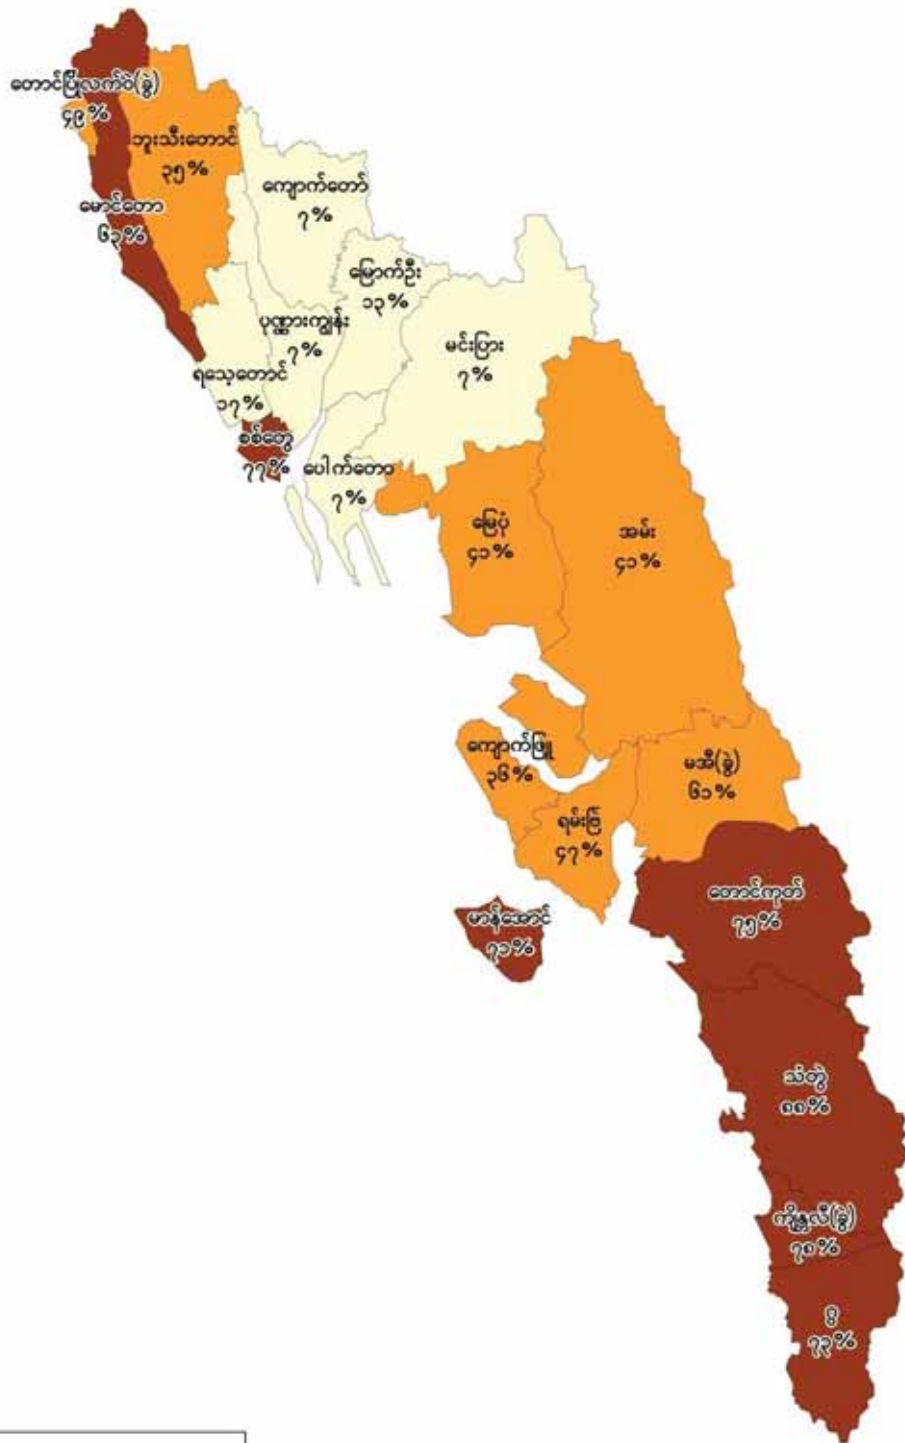 တောင်ပြိုလက်ဝဲ(ခွဲ)
၄၉%
ဘူးသီးတောင်
၃၅%
ကျောက်တော်
၇%
မောင်တော
၆၃%
မြောက်ဦး
၁၃%
ပုဏ္ဏားကျွန်း
၇%
မင်းပြား
၇%
ရသေ့တောင်
၁၇%
စစ်တွေ
၇၇%
ပေါက်တော
၇%
မြေပုံ
၄၁%
အမ်း
၄၁%
ကျောက်ဖြူ
၃၆%
မအီ(ခွဲ)
၆၁%
ရမ်းဗြဲ
၄၇%
တောင်ကုတ်
၇၅%
မာန်အောင်
၇၁%
သံတွဲ
၈၈%
ကျိန္တလီ(ခွဲ)
၇၈%
ဂွ
၇၃%